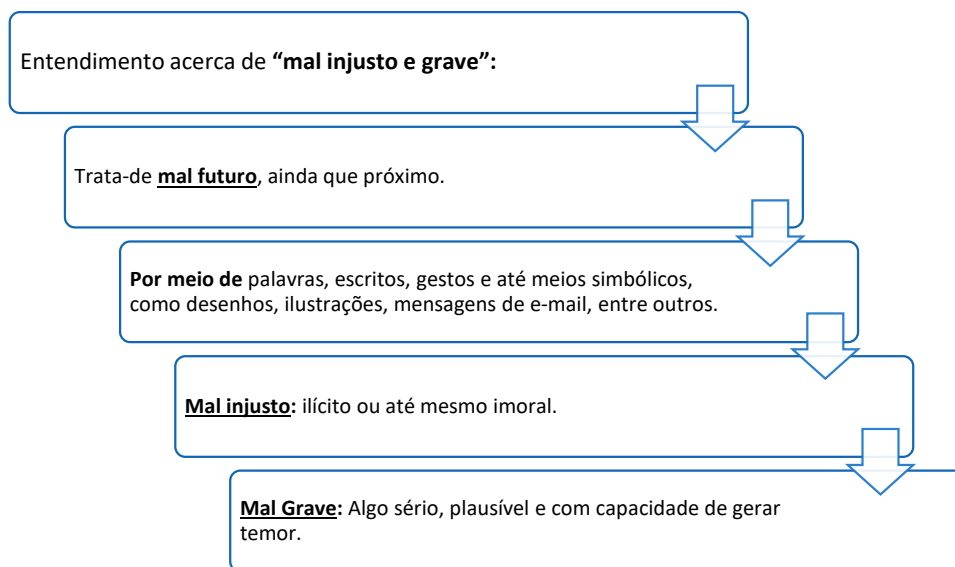 Entendimento acerca de “mal injusto e grave”:
Trata-de mal futuro, ainda que próximo.
Por meio de palavras, escritos, gestos e até meios simbólicos,
como desenhos, ilustrações, mensagens de e-mail, entre outros.
Mal injusto: ilícito ou até mesmo imoral.
Mal Grave: Algo sério, plausível e com capacidade de gerar
temor.